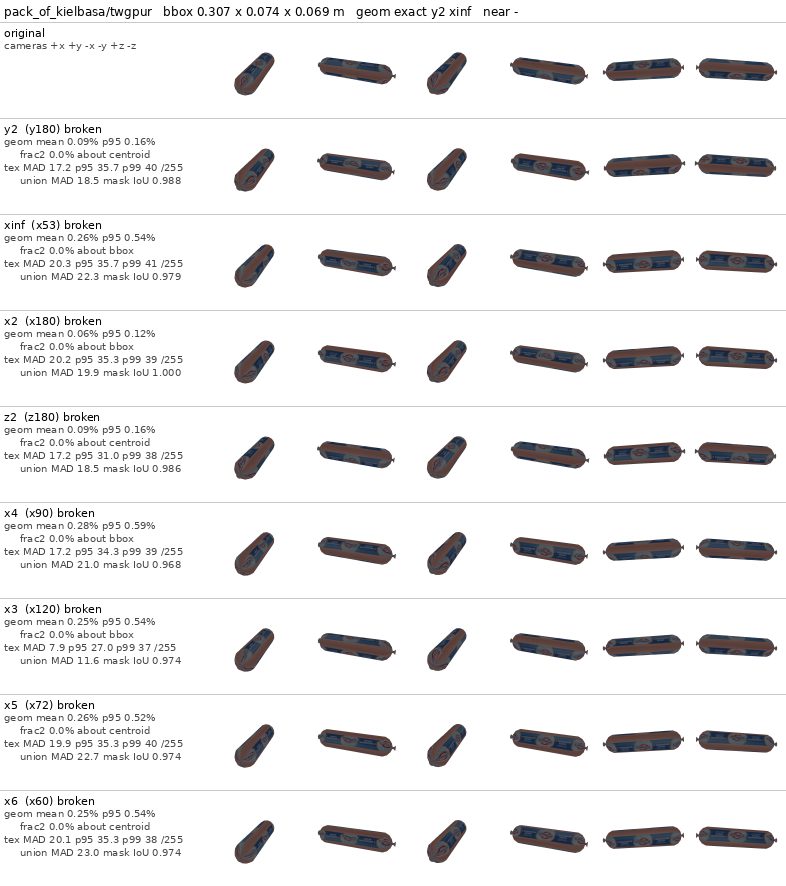 pack_of_kielbasa/twgpur bbox 0.307 x 0.074 x 0.069 m geom exact y2 xinf near -
original
cameras +x +y -x -y +z -z
y2 (y180) broken
geom mean 0.09% p95 0.16%
frac2 0.0% about centroid
tex MAD 17.2 p95 35.7 p99 40 /255
union MAD 18.5 mask IoU 0.988
xinf (x53) broken
geom mean 0.26% p95 0.54%
frac2 0.0% about bbox
tex MAD 20.3 p95 35.7 p99 41 /255
union MAD 22.3 mask IoU 0.979
x2 (x180) broken
geom mean 0.06% p95 0.12%
frac2 0.0% about bbox
tex MAD 20.2 p95 35.3 p99 39 /255
union MAD 19.9 mask IoU 1.000
z2 (z180) broken
geom mean 0.09% p95 0.16%
frac2 0.0% about centroid
tex MAD 17.2 p95 31.0 p99 38 /255
union MAD 18.5 mask IoU 0.986
x4 (x90) broken
geom mean 0.28% p95 0.59%
frac2 0.0% about bbox
tex MAD 17.2 p95 34.3 p99 39 /255
union MAD 21.0 mask IoU 0.968
x3 (x120) broken
geom mean 0.25% p95 0.54%
frac2 0.0% about bbox
tex MAD 7.9 p95 27.0 p99 37 /255
union MAD 11.6 mask IoU 0.974
x5 (x72) broken
geom mean 0.26% p95 0.52%
frac2 0.0% about bbox
tex MAD 19.9 p95 35.3 p99 40 /255
union MAD 22.7 mask IoU 0.974
x6 (x60) broken
geom mean 0.25% p95 0.54%
frac2 0.0% about centroid
tex MAD 20.1 p95 35.3 p99 38 /255
union MAD 23.0 mask IoU 0.974